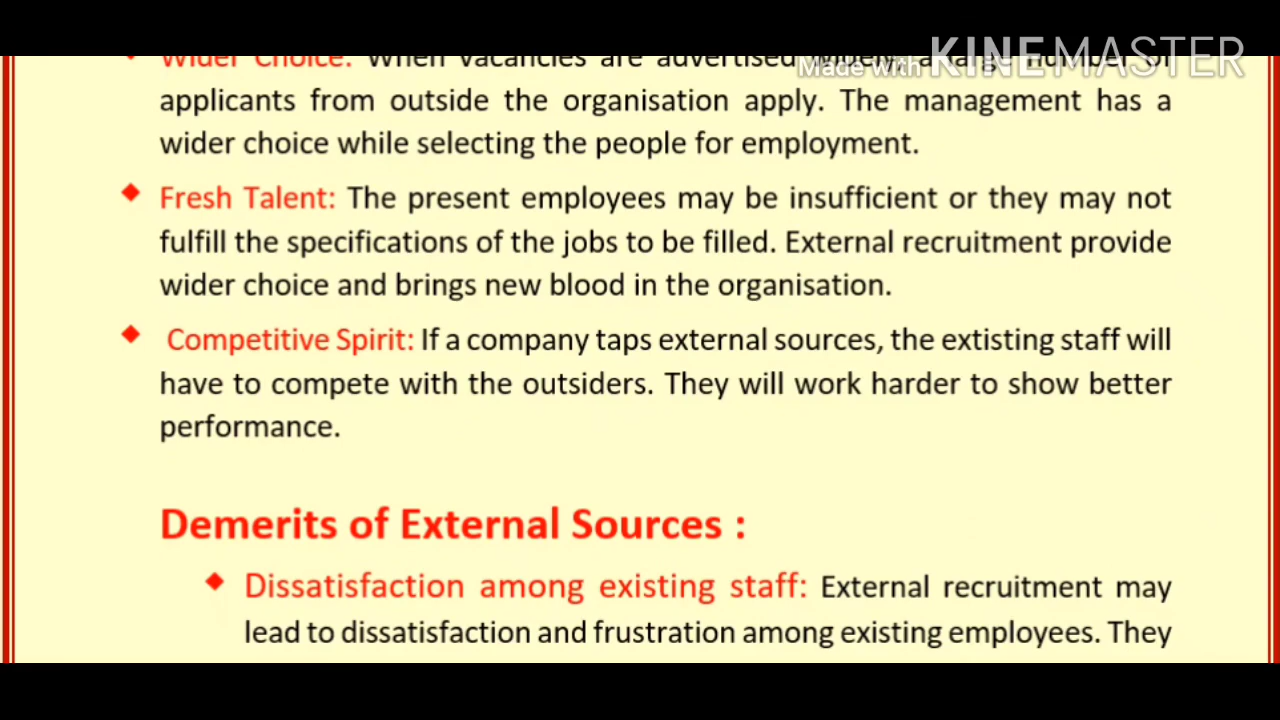 Made with KINEMASTER
Wider Choice: When vacancies are advertised widely, a large number of
applicants from outside the organisation apply. The management has a
wider choice while selecting the people for employment.
Fresh Talent: The present employees may be insufficient or they may not
fulfill the specifications of the jobs to be filled. External recruitment provide
wider choice and brings new blood in the organisation.
Competitive Spirit: If a company taps external sources, the extisting staff will
have to compete with the outsiders. They will work harder to show better
performance.
Demerits of External Sources :
Dissatisfaction among existing staff: External recruitment may
lead to dissatisfaction and frustration among existing employees. They